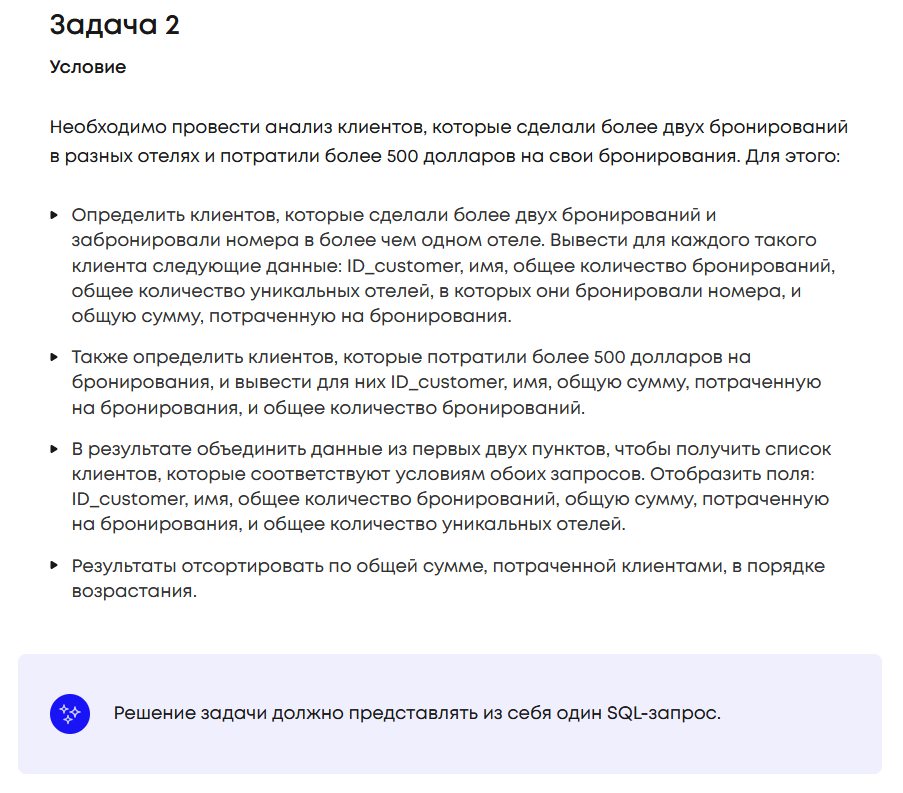 Задача 2
Условие
Необходимо провести анализ клиентов, которые сделали более двух бронирований
в разных отелях и потратили более 500 долларов на свои бронирования. Для этого:
Определить клиентов, которые сделали более двух бронирований и
забронировали номера в более чем одном отеле. Вывести для каждого такого
клиента следующие данные: ID_customer, имя, общее количество бронирований,
общее количество уникальных отелей, в которых они бронировали номера, и
общую сумму, потраченную на бронирования.
Также определить клиентов, которые потратили более 500 долларов на
бронирования, и вывести для них ID_customer, имя, общую сумму, потраченную
на бронирования, и общее количество бронирований.
В результате объединить данные из первых двух пунктов, чтобы получить список
клиентов, которые соответствуют условиям обоих запросов. Отобразить поля:
ID_customer, имя, общее количество бронирований, общую сумму, потраченную
на бронирования, и общее количество уникальных отелей.
Результаты отсортировать по общей сумме, потраченной клиентами, в порядке
возрастания.
Решение задачи должно представлять из себя один SQL-запрос.